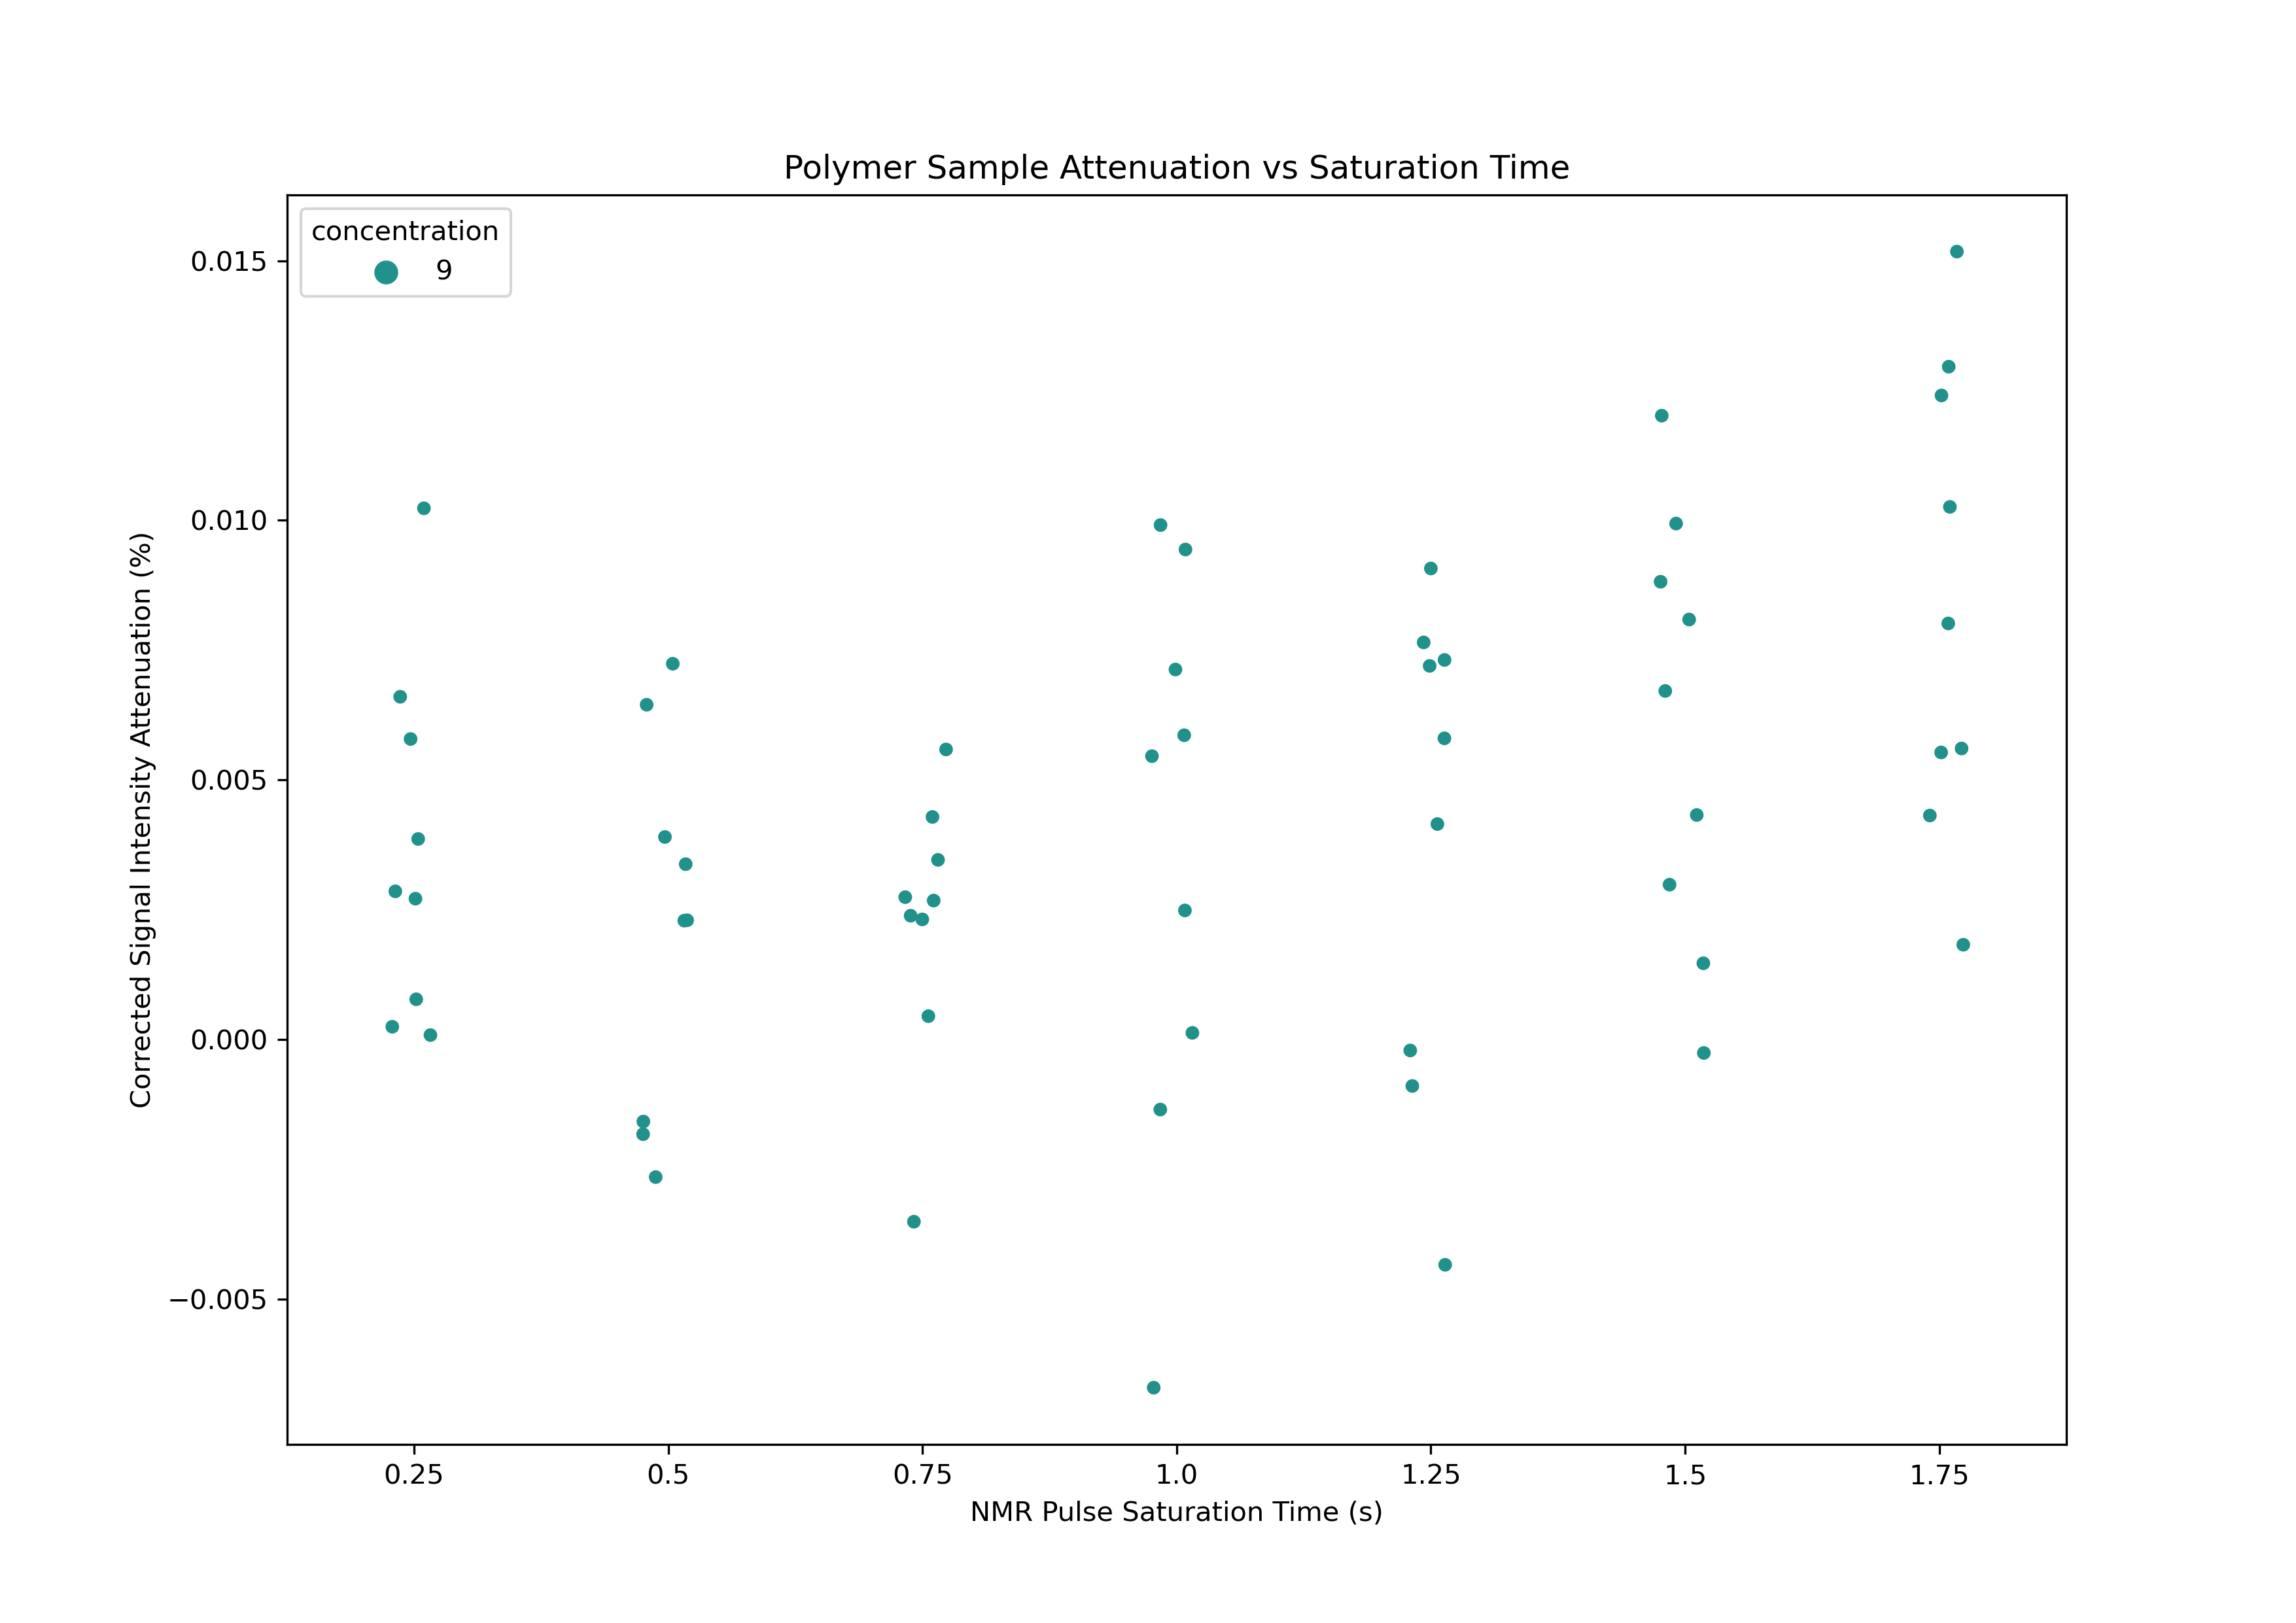 Polymer Sample Attenuation vs Saturation Time
concentration
9
0.015
0.010
0.005
0.000
−0.005
Corrected Signal Intensity Attenuation (%)
0.25 0.5 0.75 1.0 1.25 1.5 1.75
NMR Pulse Saturation Time (s)